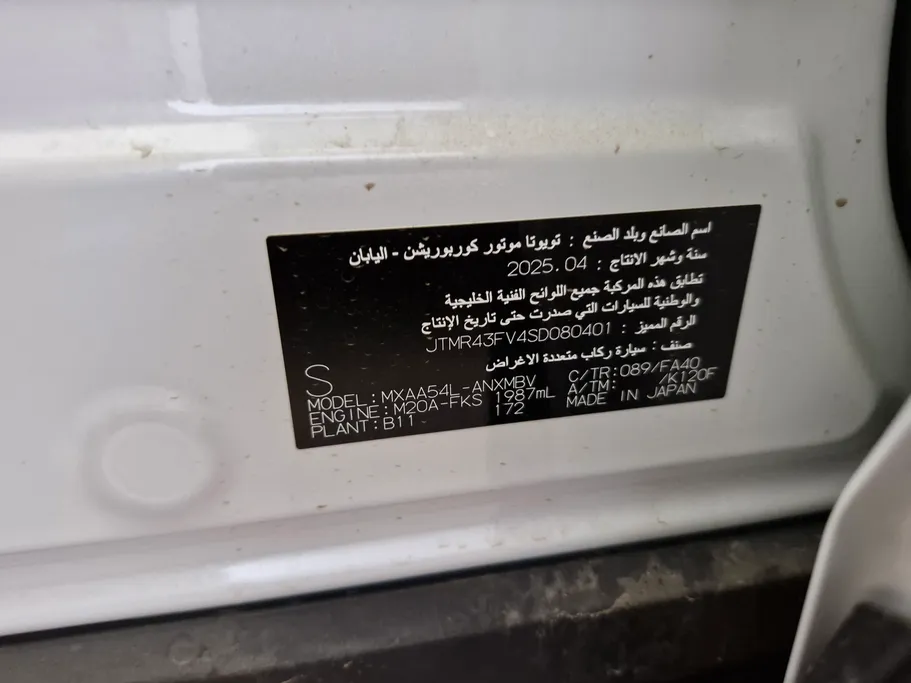 اسم الصانع وبلد الصنع : تويوتا موتور كوربوريشن - اليابان
سنة وشهر الانتاج : 2025.04
تطابق هذه المركبة جميع اللوائح الفنية الخليجية
والوطنية للسيارات التي صدرت حتى تاريخ الإنتاج
الرقم المميز : JTMR43FV4SD080401
صنف : سيارة ركاب متعددة الاغراض
S
MODEL:MXAA54L-ANXMBV C/TR:089/FA40
ENGINE:M20A-FKS 1987mL A/TM: /K120F
PLANT:B11 172 MADE IN JAPAN